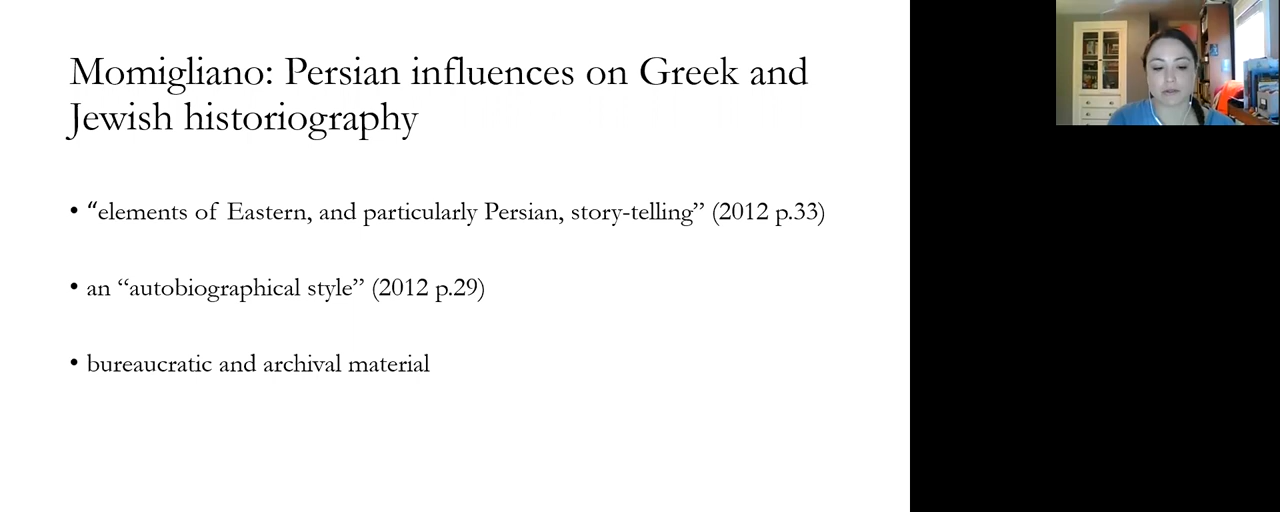 Momigliano: Persian influences on Greek and
Jewish historiography
• “elements of Eastern, and particularly Persian, story-telling” (2012 p.33)
• an “autobiographical style” (2012 p.29)
• bureaucratic and archival material